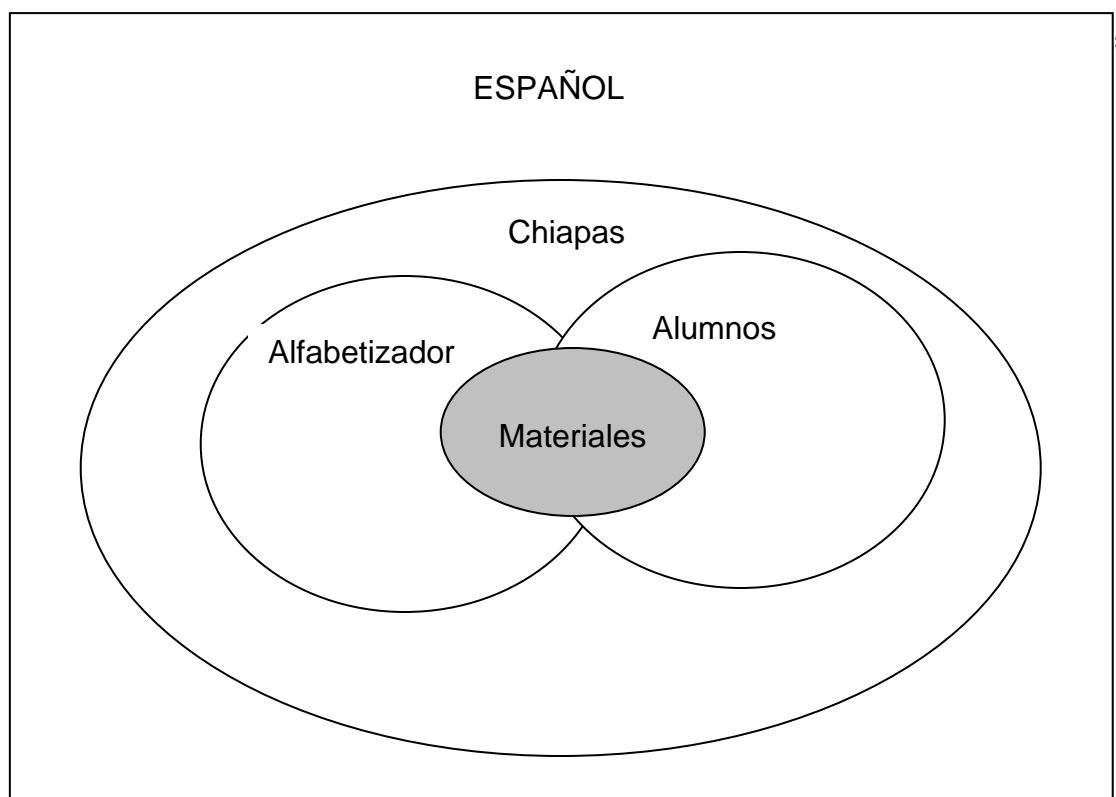 ESPAÑOL
Chiapas
Alumnos
Alfabetizador
Materiales